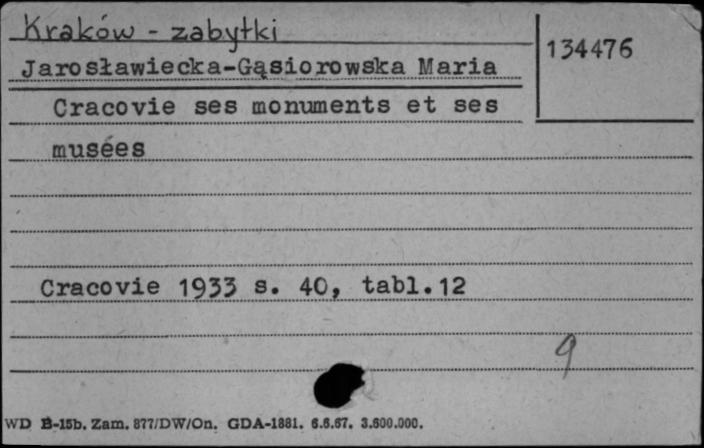 Kraków - zabytki
134476
Jarosławiecka-Gąsiorowska Maria
Cracovie ses monuments et ses
musées
Cracovie 1933 s. 40, tabl.12
9
WD B-15b. Zam. 877/DW/On. GDA-1881. 6.6.67. 3.600.000.